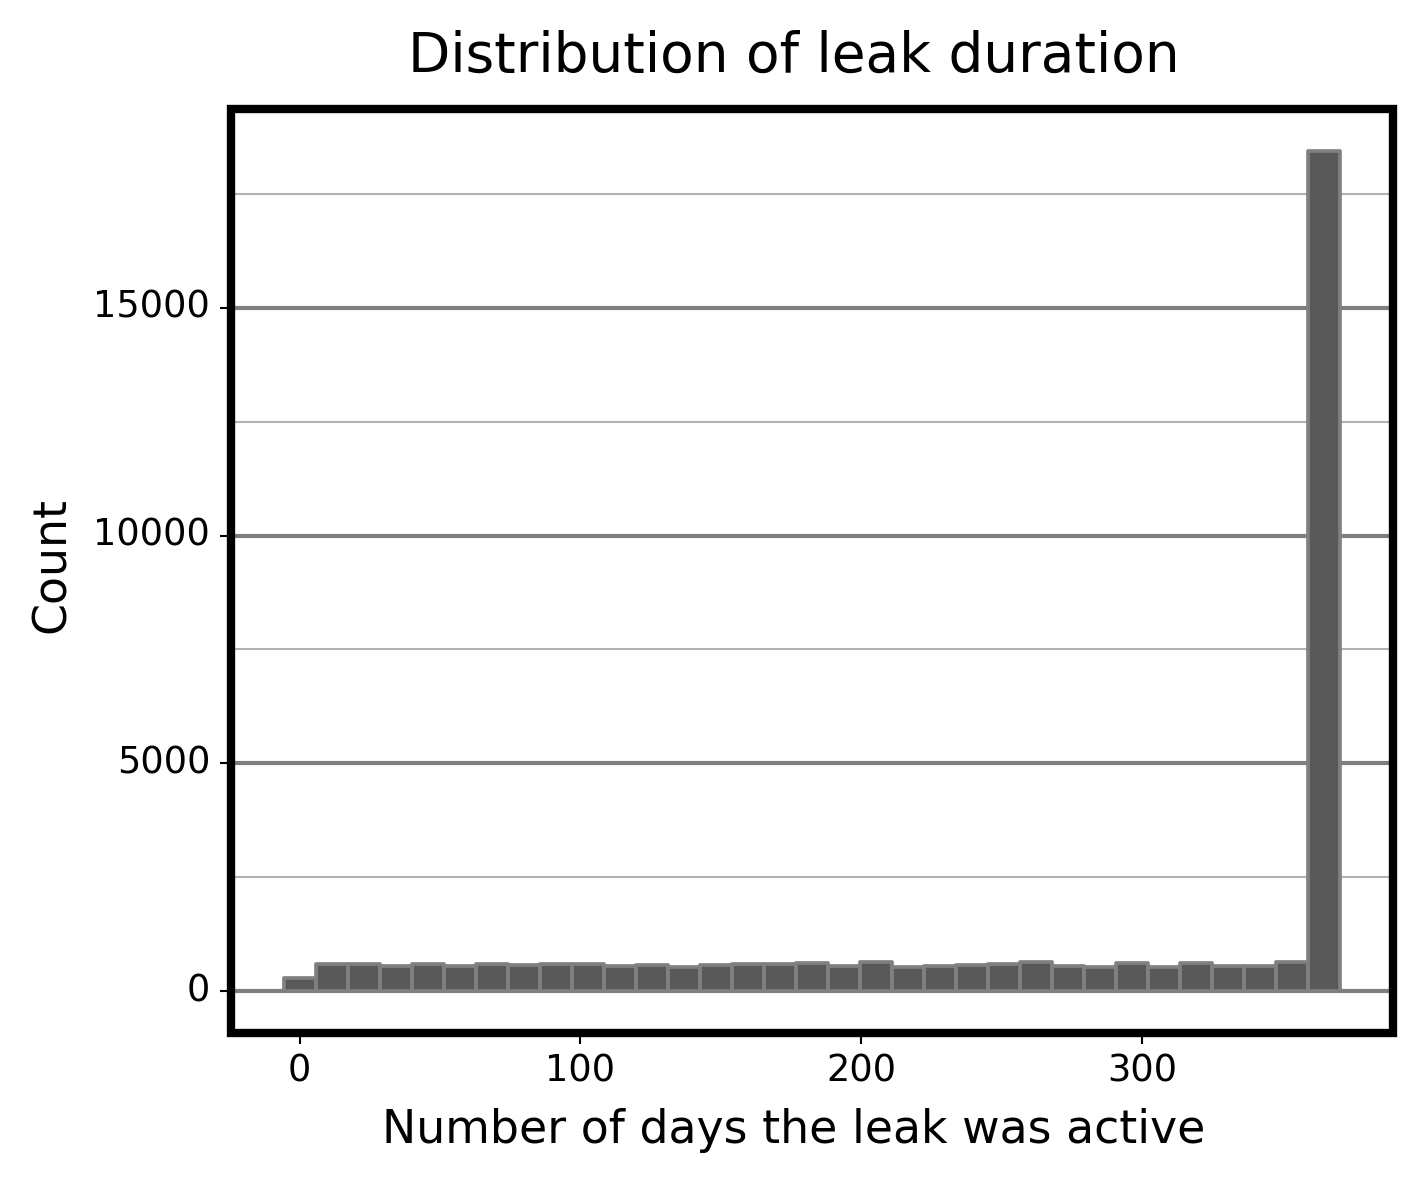 Distribution of leak duration
15000
10000
5000
0
Count
0 100 200 300
Number of days the leak was active